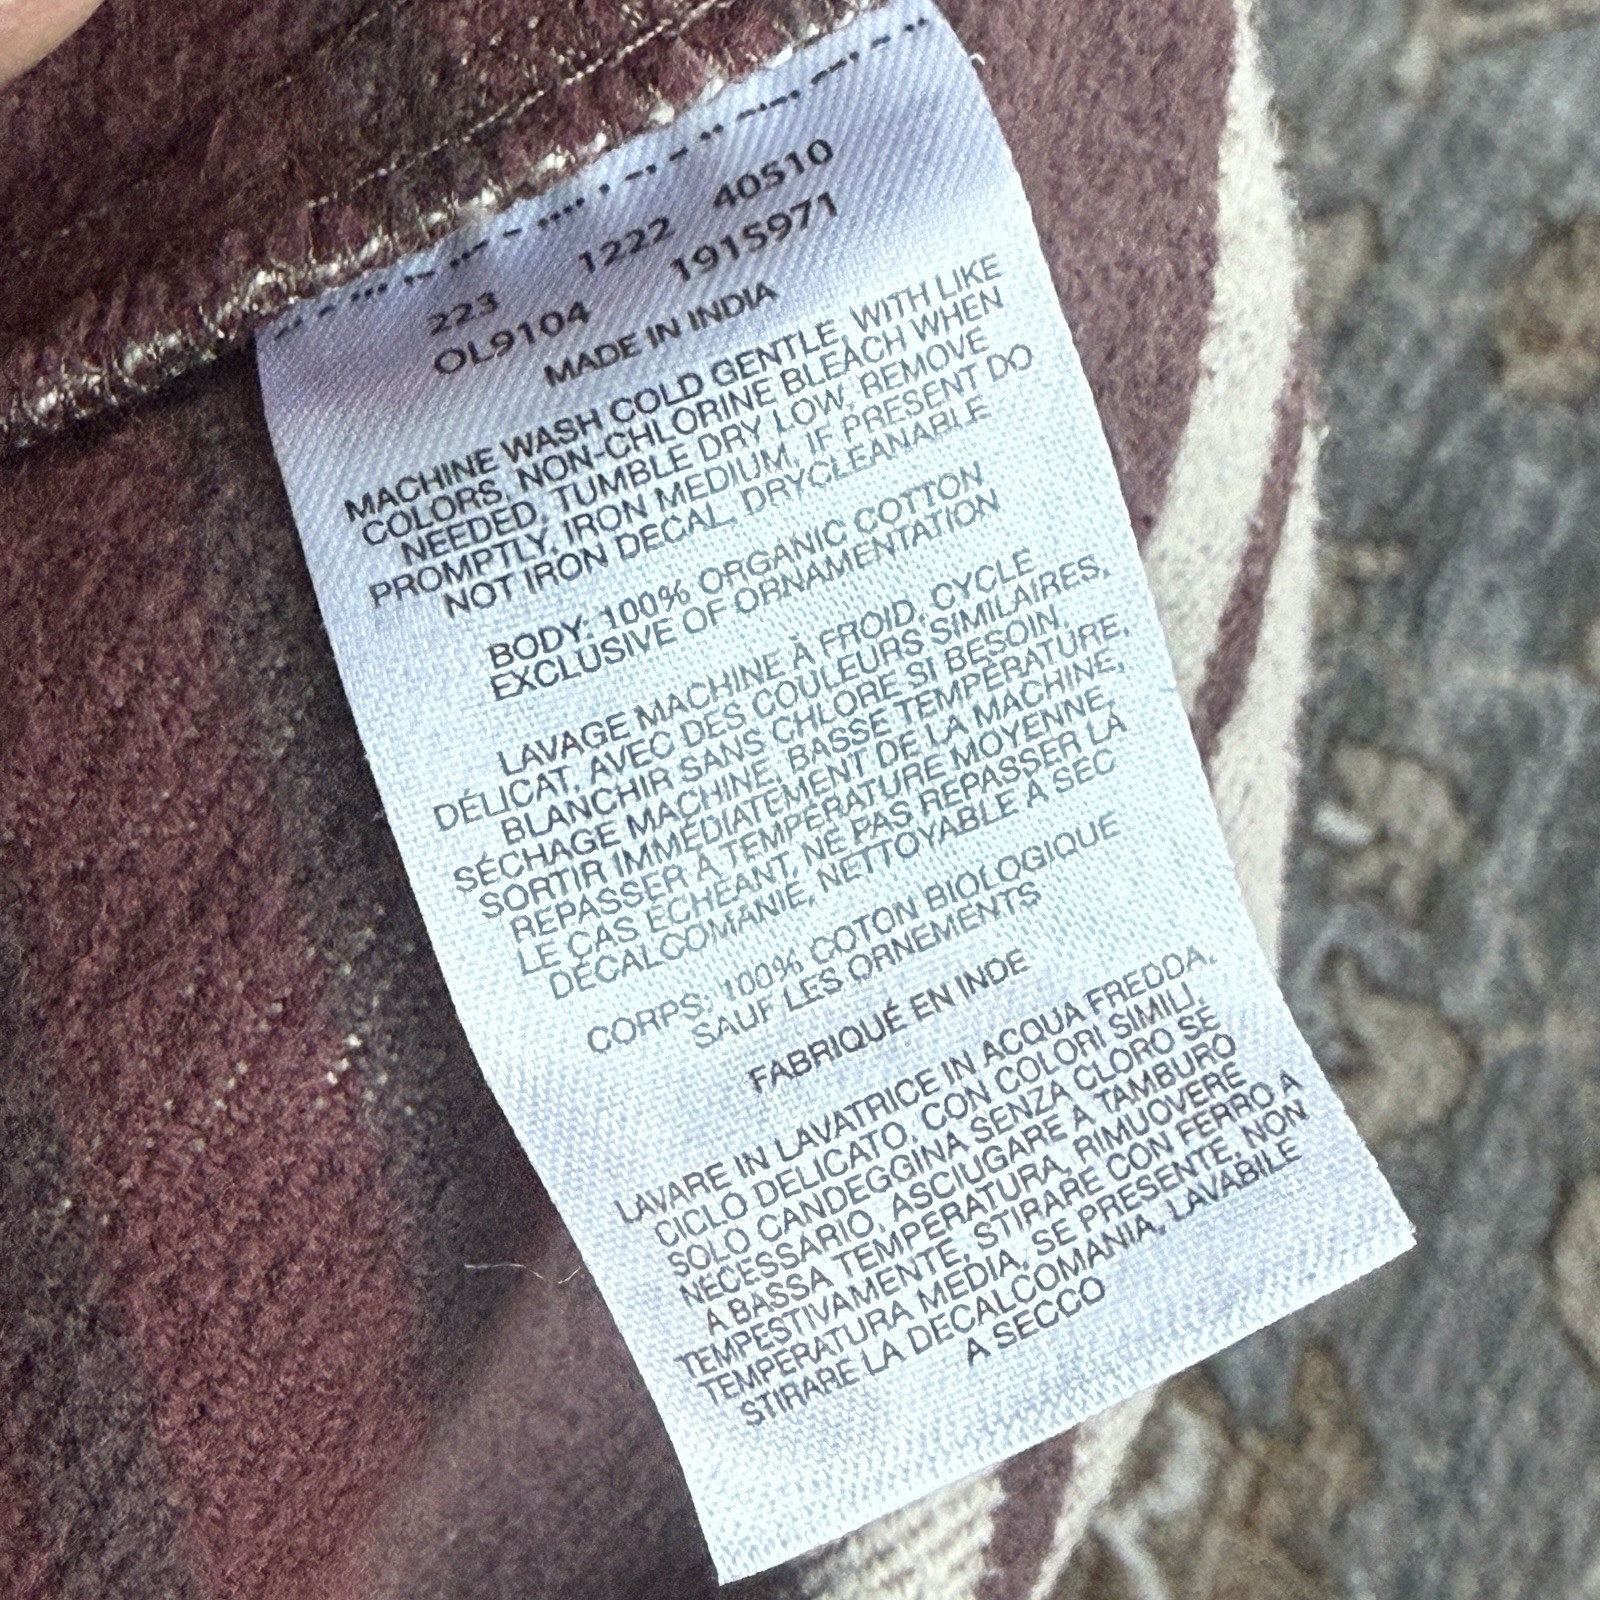 223 1222 40510
OL9104 1915971
MADE IN INDIA
MACHINE WASH COLD GENTLE, WITH LIKE
COLORS, NON-CHLORINE BLEACH WHEN
NEEDED, TUMBLE DRY LOW, REMOVE
PROMPTLY, IRON MEDIUM, IF PRESENT DO
NOT IRON DECAL, DRYCLEANABLE
BODY: 100% ORGANIC COTTON
EXCLUSIVE OF ORNAMENTATION
LAVAGE MACHINE À FROID, CYCLE
DÉLICAT, AVEC DES COULEURS SIMILAIRES,
BLANCHIR SANS CHLORE SI BESOIN,
SÉCHAGE MACHINE, BASSE TEMPÉRATURE,
SORTIR IMMÉDIATEMENT DE LA MACHINE,
REPASSER À TEMPÉRATURE MOYENNE,
LE CAS ÉCHÉANT, NE PAS REPASSER LA
DÉCALCOMANIE, NETTOYABLE À SEC
CORPS: 100% COTON BIOLOGIQUE
SAUF LES ORNEMENTS
FABRIQUÉ EN INDE
LAVARE IN LAVATRICE IN ACQUA FREDDA,
CICLO DELICATO, CON COLORI SIMILI,
SOLO CANDEGGINA SENZA CLORO SE
NECESSARIO, ASCIUGARE A TAMBURO
A BASSA TEMPERATURA, RIMUOVERE
TEMPESTIVAMENTE, STIRARE CON FERRO A
TEMPERATURA MEDIA, SE PRESENTE, NON
STIRARE LA DECALCOMANIA, LAVABILE
A SECCO